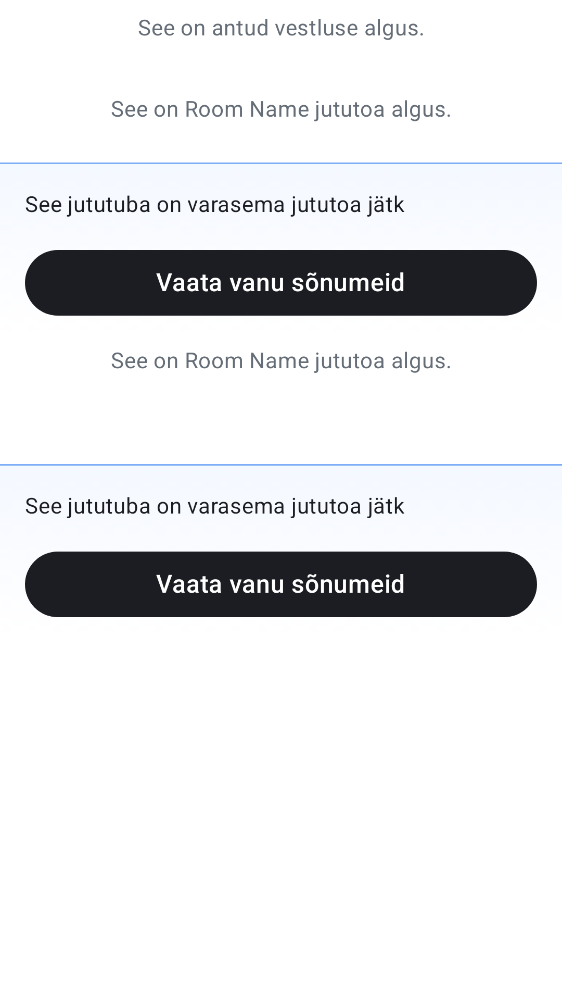 See on antud vestluse algus.
See on Room Name jututoa algus.
See jututuba on varasema jututoa jätk
Vaata vanu sõnumeid
See on Room Name jututoa algus.
See jututuba on varasema jututoa jätk
Vaata vanu sõnumeid